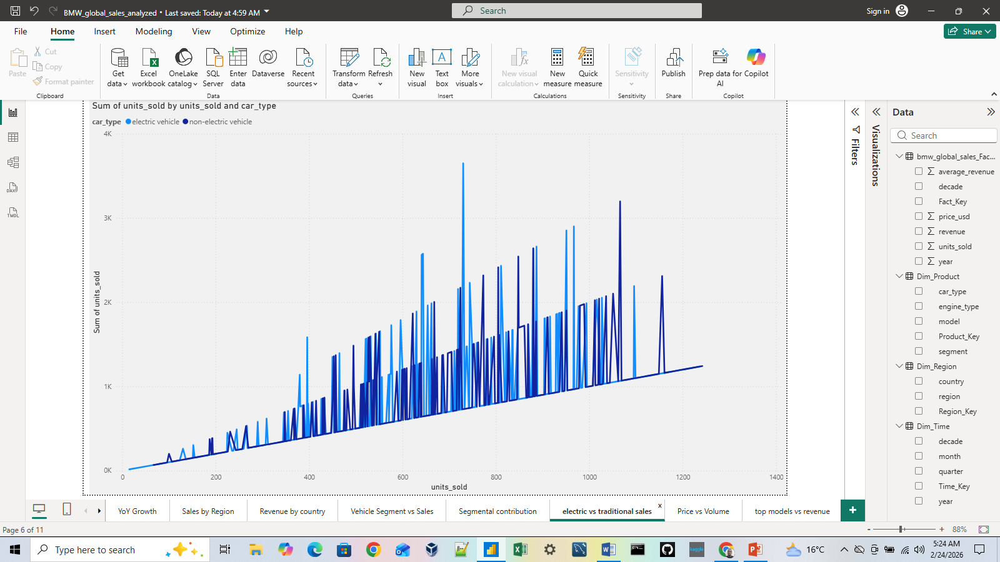 BMW_global_sales_analyzed • Last saved: Today at 4:59 AM
Search
Sign in
File Home Insert Modeling View Optimize Help
Share
Paste
Cut
Copy
Format painter
Clipboard
Get data
Excel workbook
OneLake catalog
SQL Server
Enter data
Dataverse
Recent sources
Data
Transform data
Refresh
Queries
New visual
Text box
More visuals
Insert
New visual calculation
New measure
Quick measure
Calculations
Sensitivity
Sensitivity
Publish
Share
Prep data for AI
Copilot
Copilot
DAX
TMDL
Sum of units_sold by units_sold and car_type
car_type electric vehicle non-electric vehicle
Sum of units_sold
4K
3K
2K
1K
0K
0 200 400 600 800 1000 1200 1400
units_sold
Filters
Visualizations
Data
Search
bmw_global_sales_Fac...
average_revenue
decade
Fact_Key
price_usd
revenue
units_sold
year
Dim_Product
car_type
engine_type
model
Product_Key
segment
Dim_Region
country
region
Region_Key
Dim_Time
decade
month
quarter
Time_Key
year
YoY Growth
Sales by Region
Revenue by country
Vehicle Segment vs Sales
Segmental contribution
electric vs traditional sales
x
Price vs Volume
top models vs revenue
+
Page 6 of 11
- + 88%
Type here to search
kaggle
16°C
5:24 AM
2/24/2026